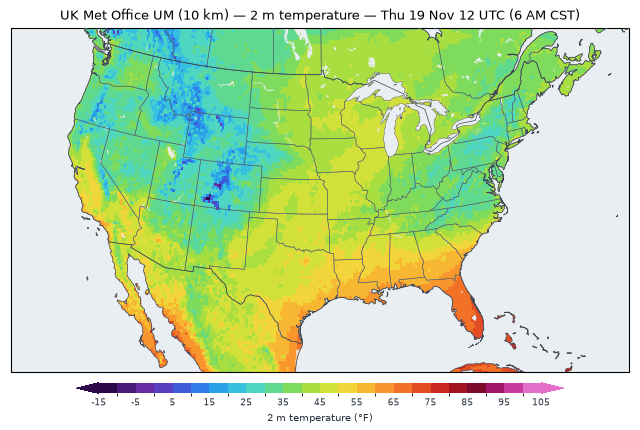 UK Met Office UM (10 km) — 2 m temperature — Thu 19 Nov 12 UTC (6 AM CST)
-15 -5 5 15 25 35 45 55 65 75 85 95 105
2 m temperature (°F)